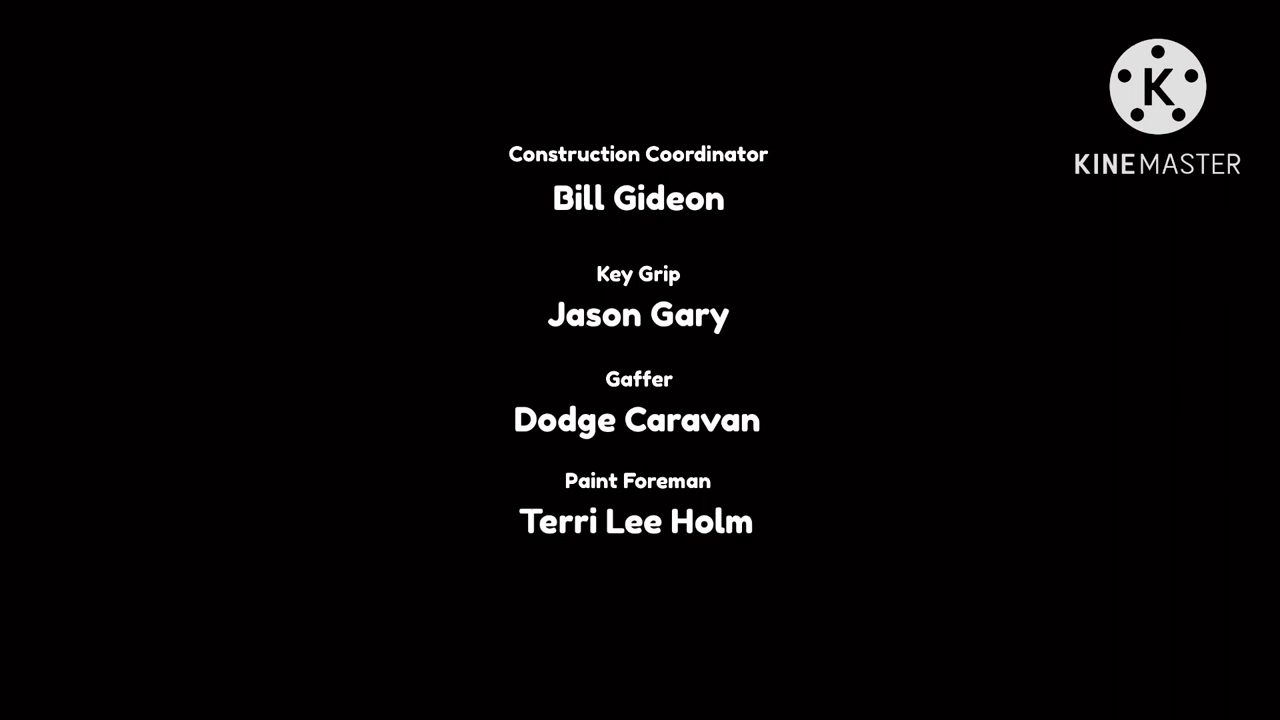 Construction Coordinator
Bill Gideon
Key Grip
Jason Gary
Gaffer
Dodge Caravan
Paint Foreman
Terri Lee Holm
K
KINEMASTER